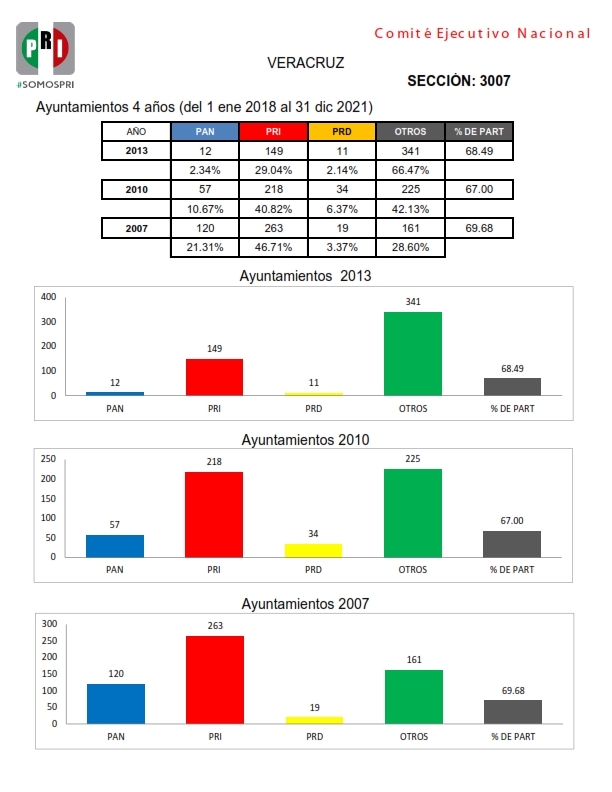 Comité Ejecutivo Nacional
PRI
#SOMOSPRI
VERACRUZ
SECCIÓN: 3007
Ayuntamientos 4 años (del 1 ene 2018 al 31 dic 2021)
AÑO PAN PRI PRD OTROS % DE PART
2013 12 149 11 341 68.49
2.34% 29.04% 2.14% 66.47%
2010 57 218 34 225 67.00
10.67% 40.82% 6.37% 42.13%
2007 120 263 19 161 69.68
21.31% 46.71% 3.37% 28.60%
Ayuntamientos 2013
400
300
200
100
0
12 149 11 341 68.49
PAN PRI PRD OTROS % DE PART
Ayuntamientos 2010
250
200
150
100
50
0
57 218 34 225 67.00
PAN PRI PRD OTROS % DE PART
Ayuntamientos 2007
300
250
200
150
100
50
0
120 263 19 161 69.68
PAN PRI PRD OTROS % DE PART